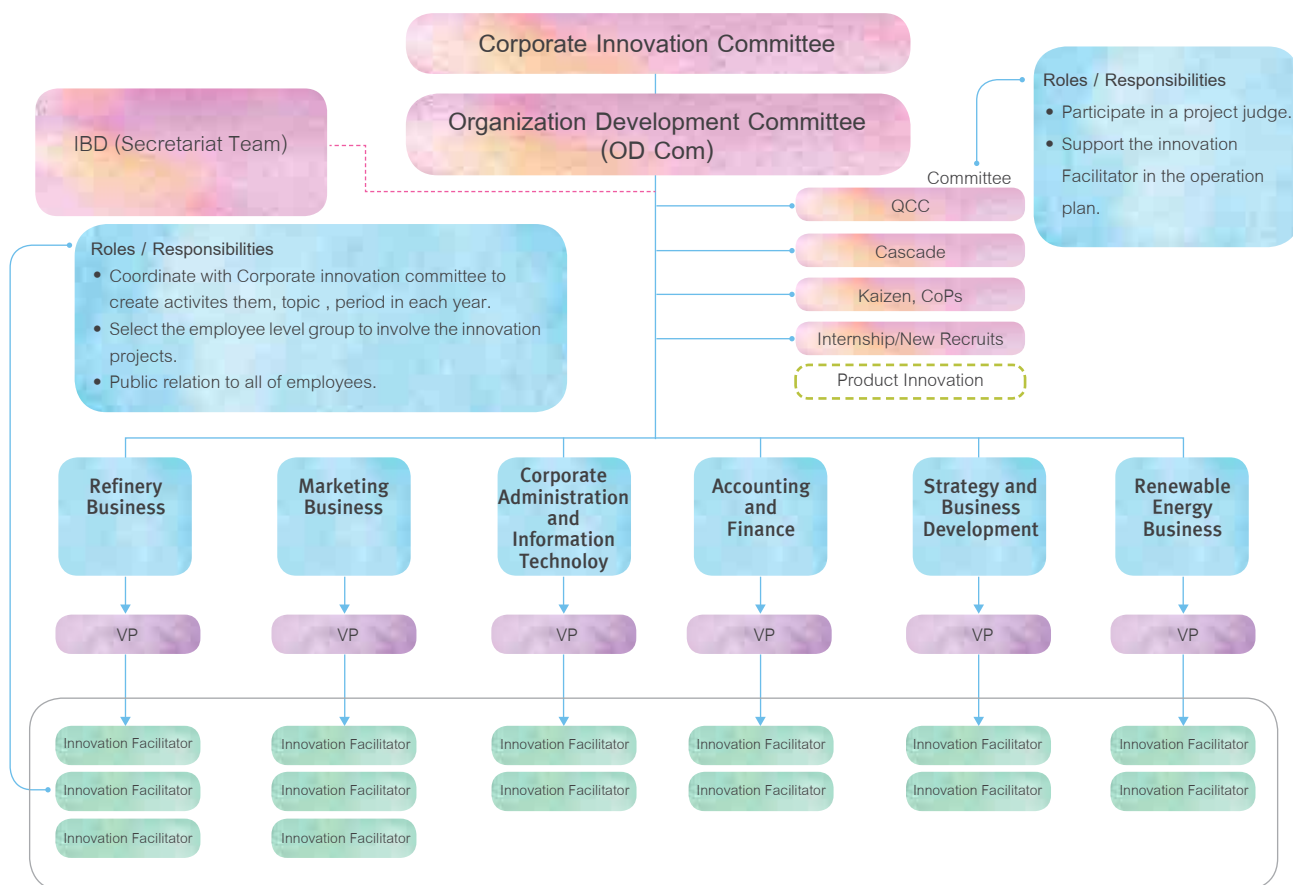 Corporate Innovation Committee
Organization Development Committee
(OD Com)
IBD (Secretariat Team)
Roles / Responsibilities
• Participate in a project judge.
• Support the innovation
Facilitator in the operation
plan.
Committee
QCC
Cascade
Kaizen, CoPs
Internship/New Recruits
Product Innovation
Roles / Responsibilities
• Coordinate with Corporate innovation committee to
create activites them, topic , period in each year.
• Select the employee level group to involve the innovation
projects.
• Public relation to all of employees.
Refinery
Business
Marketing
Business
Corporate
Administration
and
Information
Technoloy
Accounting
and
Finance
Strategy and
Business
Development
Renewable
Energy
Business
VP
VP
VP
VP
VP
VP
Innovation Facilitator
Innovation Facilitator
Innovation Facilitator
Innovation Facilitator
Innovation Facilitator
Innovation Facilitator
Innovation Facilitator
Innovation Facilitator
Innovation Facilitator
Innovation Facilitator
Innovation Facilitator
Innovation Facilitator
Innovation Facilitator
Innovation Facilitator